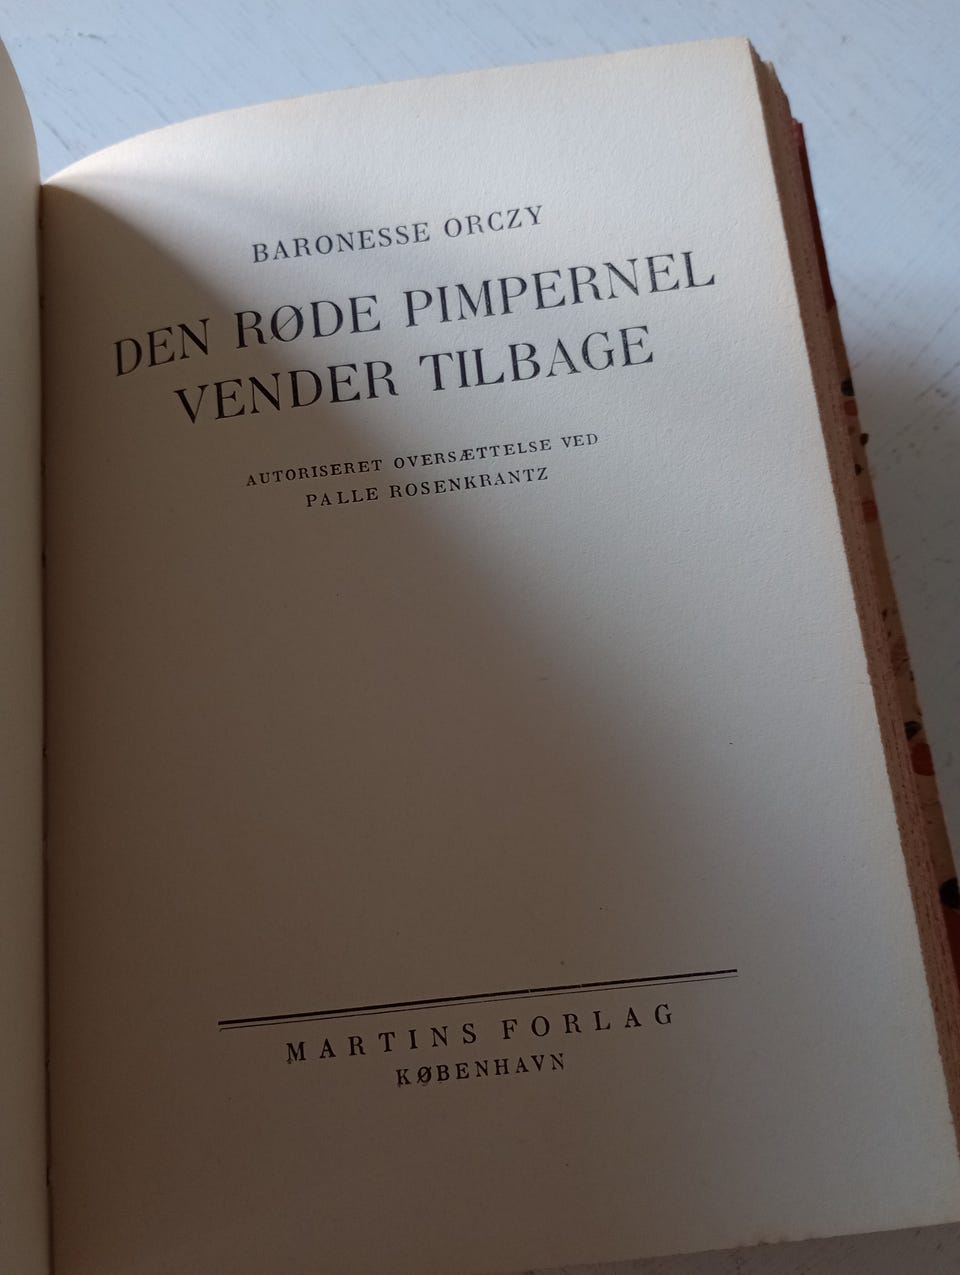 BARONESSE ORCZY
DEN RØDE PIMPERNEL
VENDER TILBAGE
AUTORISERET OVERSÆTTELSE VED
PALLE ROSENKRANTZ
MARTINS FORLAG
KØBENHAVN